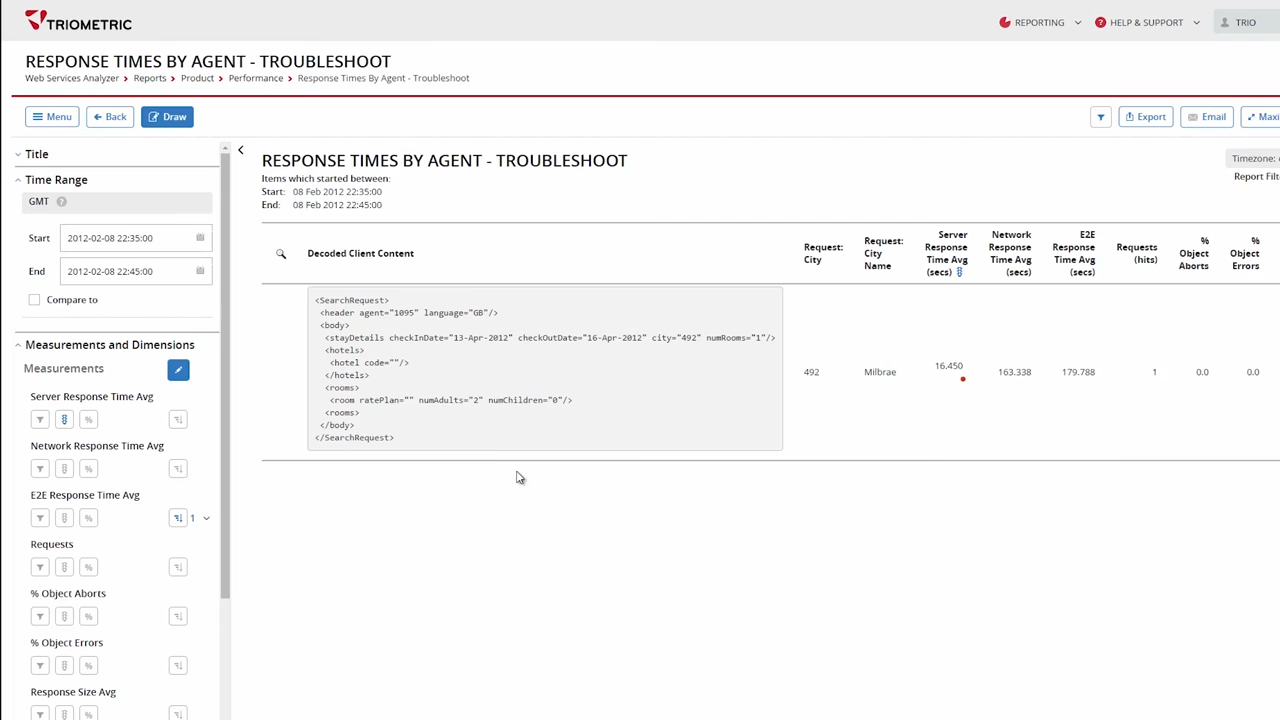 TRIOMETRIC
REPORTING
HELP & SUPPORT
TRIO
RESPONSE TIMES BY AGENT - TROUBLESHOOT
Web Services Analyzer > Reports > Product > Performance > Response Times By Agent - Troubleshoot
Menu
Back
Draw
Export
Email
Maxi
Title
Time Range
GMT ?
Start 2012-02-08 22:35:00
End 2012-02-08 22:45:00
Compare to
Measurements and Dimensions
Measurements
Server Response Time Avg
%
Network Response Time Avg
%
E2E Response Time Avg
% 1
Requests
%
% Object Aborts
%
% Object Errors
%
Response Size Avg
%
RESPONSE TIMES BY AGENT - TROUBLESHOOT
Items which started between:
Start: 08 Feb 2012 22:35:00
End: 08 Feb 2012 22:45:00
Timezone:
Report Filt
Decoded Client Content
Request:
City
Request:
City
Name
Server
Response
Time Avg
(secs)
Network
Response
Time Avg
(secs)
E2E
Response
Time Avg
(secs)
Requests
(hits)
%
Object
Aborts
%
Object
Errors
<SearchRequest>
<header agent="1095" language="GB"/>
<body>
<stayDetails checkInDate="13-Apr-2012" checkOutDate="16-Apr-2012" city="492" numRooms="1"/>
<hotels>
<hotel code=""/>
</hotels>
<rooms>
<room ratePlan="" numAdults="2" numChildren="0"/>
<rooms>
</body>
</SearchRequest>
492 Milbrae 16.450 163.338 179.788 1 0.0 0.0